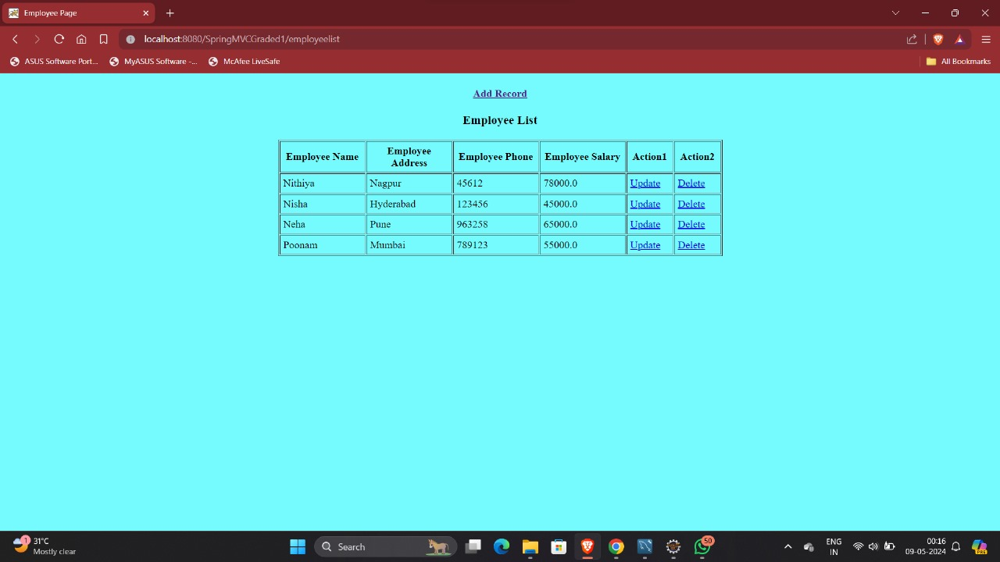 Employee Page
localhost:8080/SpringMVCGraded1/employeelist
ASUS Software Port... MyASUS Software -... McAfee LiveSafe All Bookmarks
Add Record
Employee List
Employee Name Employee Address Employee Phone Employee Salary Action1 Action2
Nithiya Nagpur 45612 78000.0 Update Delete
Nisha Hyderabad 123456 45000.0 Update Delete
Neha Pune 963258 65000.0 Update Delete
Poonam Mumbai 789123 55000.0 Update Delete
1 31°C
Mostly clear
Search
50
ENG
IN
00:16
09-05-2024
PRE